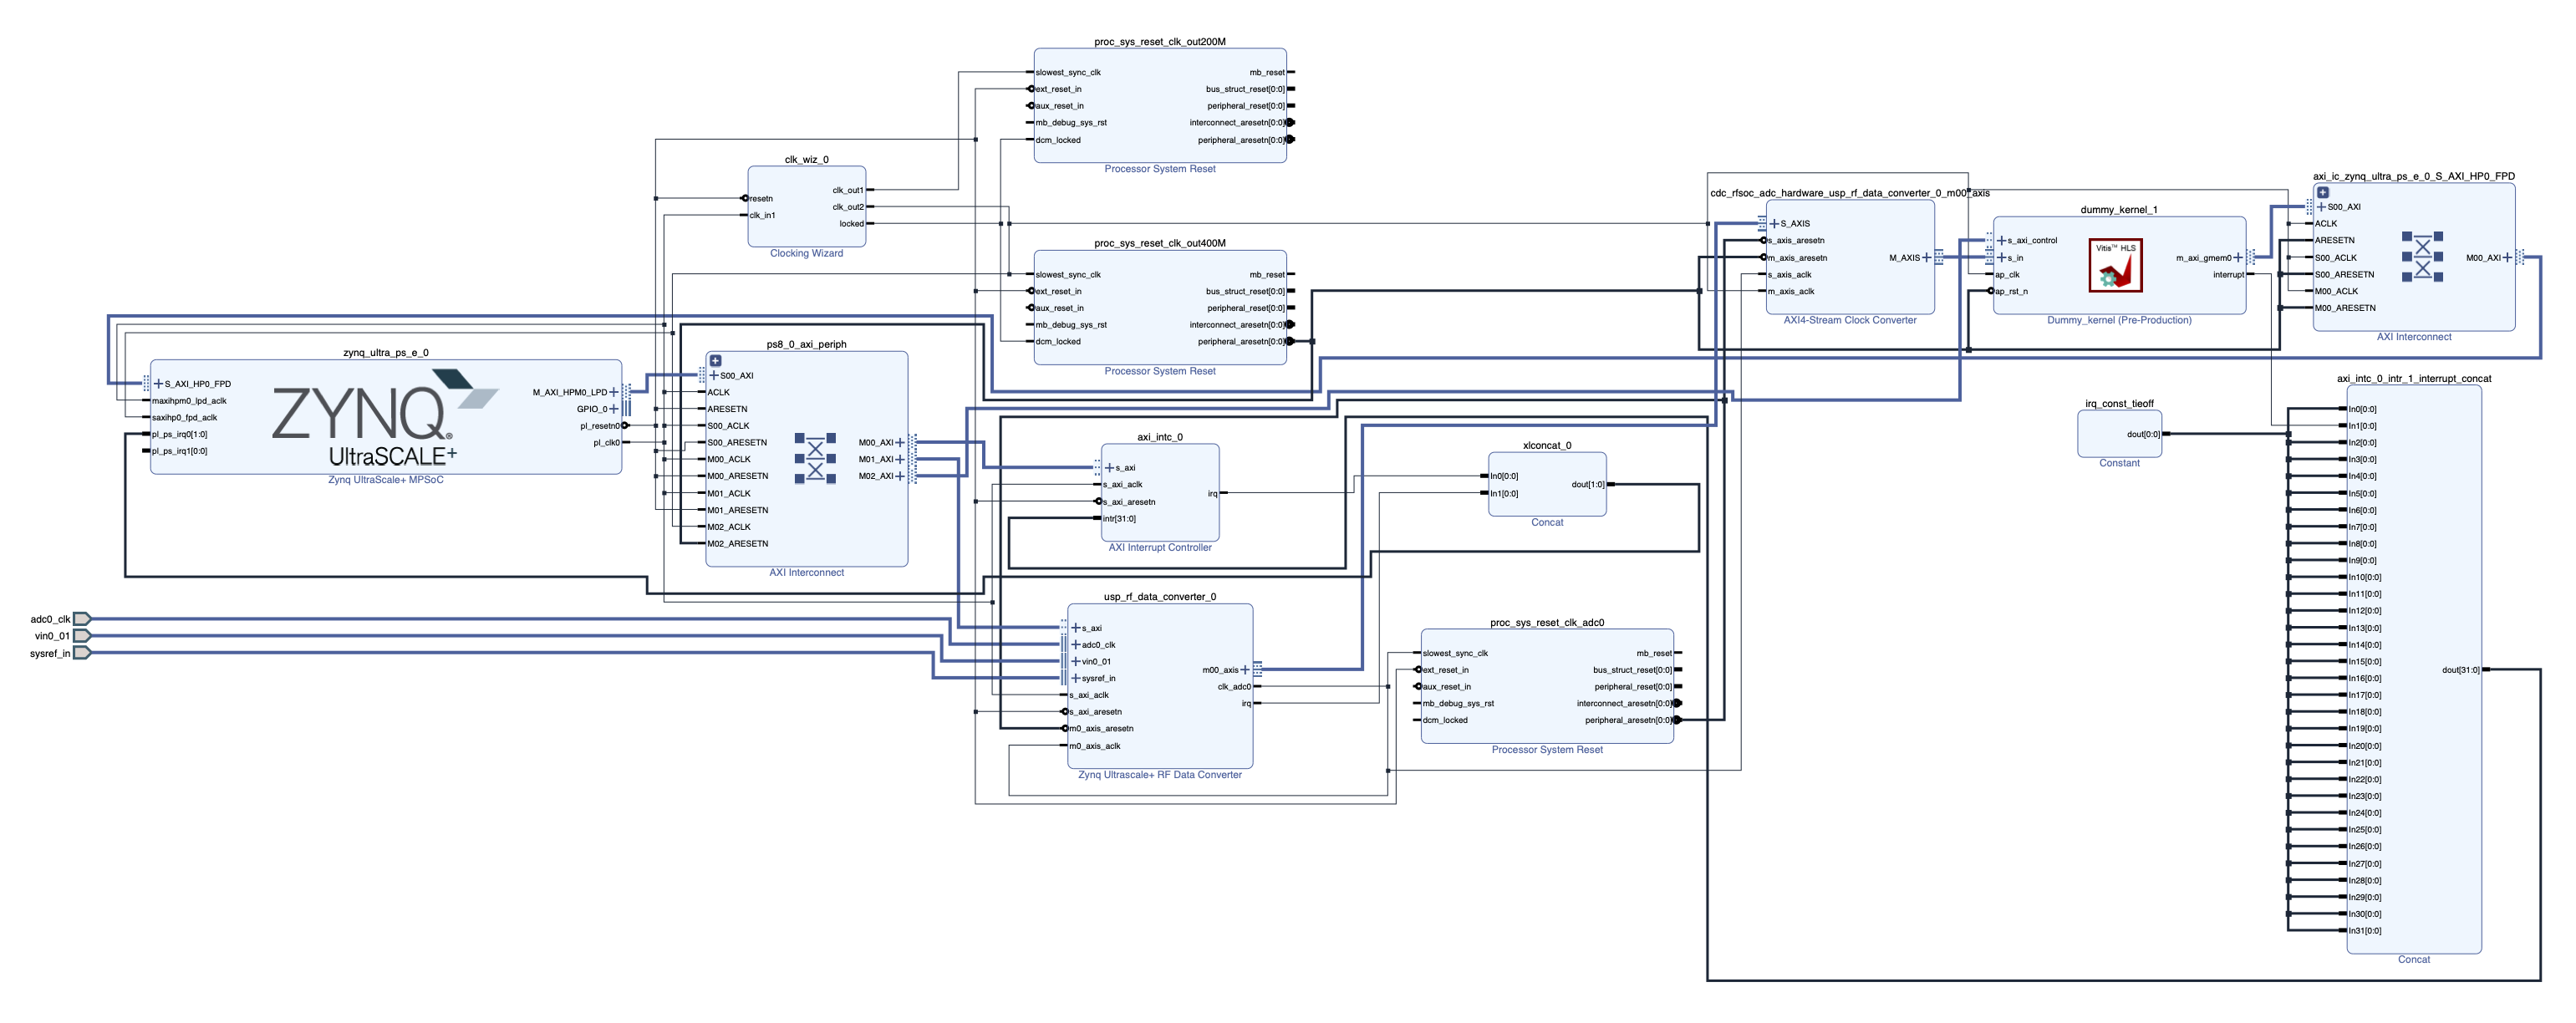 proc_sys_reset_clk_out200M
slowest_sync_clk
ext_reset_in
aux_reset_in
mb_debug_sys_rst
dcm_locked
mb_reset
bus_struct_reset[0:0]
peripheral_reset[0:0]
interconnect_aresetn[0:0]
peripheral_aresetn[0:0]
Processor System Reset
clk_wiz_0
resetn
clk_in1
clk_out1
clk_out2
locked
Clocking Wizard
proc_sys_reset_clk_out400M
slowest_sync_clk
ext_reset_in
aux_reset_in
mb_debug_sys_rst
dcm_locked
mb_reset
bus_struct_reset[0:0]
peripheral_reset[0:0]
interconnect_aresetn[0:0]
peripheral_aresetn[0:0]
Processor System Reset
cdc_rfsoc_adc_hardware_usp_rf_data_converter_0_m00_axis
S_AXIS
s_axis_aresetn
m_axis_aresetn
s_axis_aclk
m_axis_aclk
M_AXIS
AXI4-Stream Clock Converter
dummy_kernel_1
s_axi_control
s_in
ap_clk
ap_rst_n
Vitis™ HLS
m_axi_gmem0
interrupt
Dummy_kernel (Pre-Production)
axi_ic_zynq_ultra_ps_e_0_S_AXI_HP0_FPD
S00_AXI
ACLK
ARESETN
S00_ACLK
S00_ARESETN
M00_ACLK
M00_ARESETN
M00_AXI
AXI Interconnect
zynq_ultra_ps_e_0
S_AXI_HP0_FPD
maxihpm0_lpd_aclk
saxihp0_fpd_aclk
pl_ps_irq0[1:0]
pl_ps_irq1[0:0]
ZYNQ®
UltraSCALE+
M_AXI_HPM0_LPD
GPIO_0
pl_resetn0
pl_clk0
Zynq UltraScale+ MPSoC
ps8_0_axi_periph
S00_AXI
ACLK
ARESETN
S00_ACLK
S00_ARESETN
M00_ACLK
M00_ARESETN
M01_ACLK
M01_ARESETN
M02_ACLK
M02_ARESETN
M00_AXI
M01_AXI
M02_AXI
AXI Interconnect
axi_intc_0
s_axi
s_axi_aclk
s_axi_aresetn
intr[31:0]
irq
AXI Interrupt Controller
xlconcat_0
In0[0:0]
In1[0:0]
dout[1:0]
Concat
irq_const_tieoff
dout[0:0]
Constant
axi_intc_0_intr_1_interrupt_concat
In0[0:0]
In1[0:0]
In2[0:0]
In3[0:0]
In4[0:0]
In5[0:0]
In6[0:0]
In7[0:0]
In8[0:0]
In9[0:0]
In10[0:0]
In11[0:0]
In12[0:0]
In13[0:0]
In14[0:0]
In15[0:0]
In16[0:0]
In17[0:0]
In18[0:0]
In19[0:0]
In20[0:0]
In21[0:0]
In22[0:0]
In23[0:0]
In24[0:0]
In25[0:0]
In26[0:0]
In27[0:0]
In28[0:0]
In29[0:0]
In30[0:0]
In31[0:0]
dout[31:0]
Concat
adc0_clk
vin0_01
sysref_in
usp_rf_data_converter_0
s_axi
adc0_clk
vin0_01
sysref_in
s_axi_aclk
s_axi_aresetn
m0_axis_aresetn
m0_axis_aclk
m00_axis
clk_adc0
irq
Zynq Ultrascale+ RF Data Converter
proc_sys_reset_clk_adc0
slowest_sync_clk
ext_reset_in
aux_reset_in
mb_debug_sys_rst
dcm_locked
mb_reset
bus_struct_reset[0:0]
peripheral_reset[0:0]
interconnect_aresetn[0:0]
peripheral_aresetn[0:0]
Processor System Reset